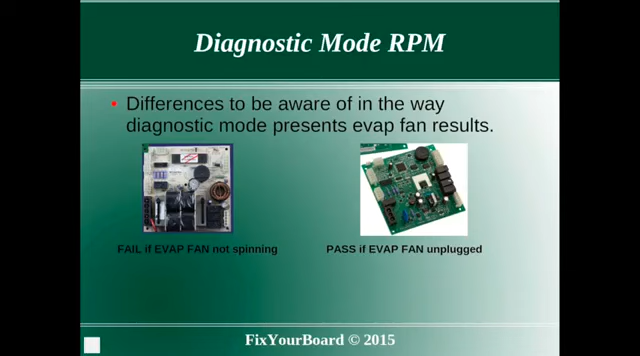 Diagnostic Mode RPM
• Differences to be aware of in the way
diagnostic mode presents evap fan results.
FAIL if EVAP FAN not spinning
PASS if EVAP FAN unplugged
FixYourBoard © 2015